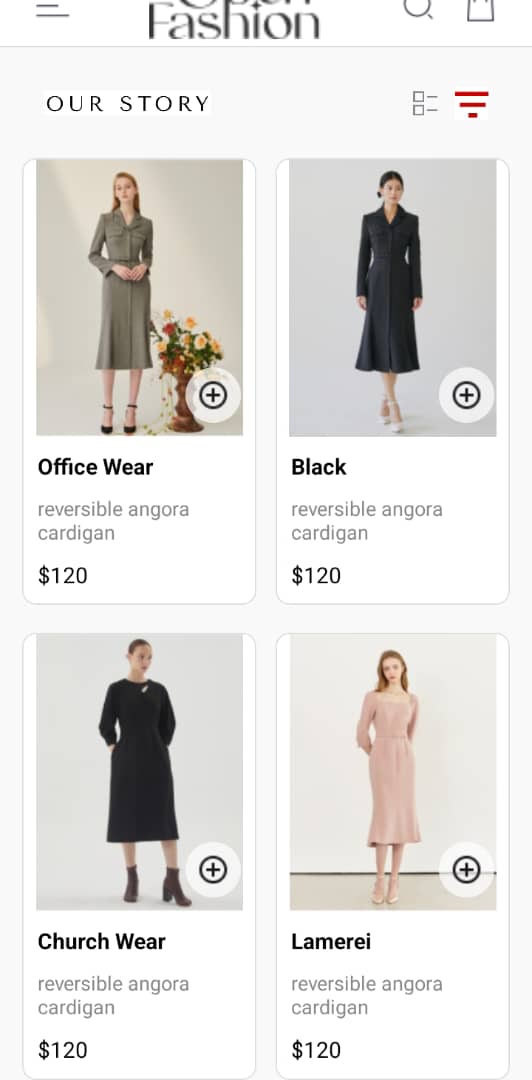 Open
Fashion
OUR STORY
Office Wear
reversible angora
cardigan
$120
Black
reversible angora
cardigan
$120
Church Wear
reversible angora
cardigan
$120
Lamerei
reversible angora
cardigan
$120